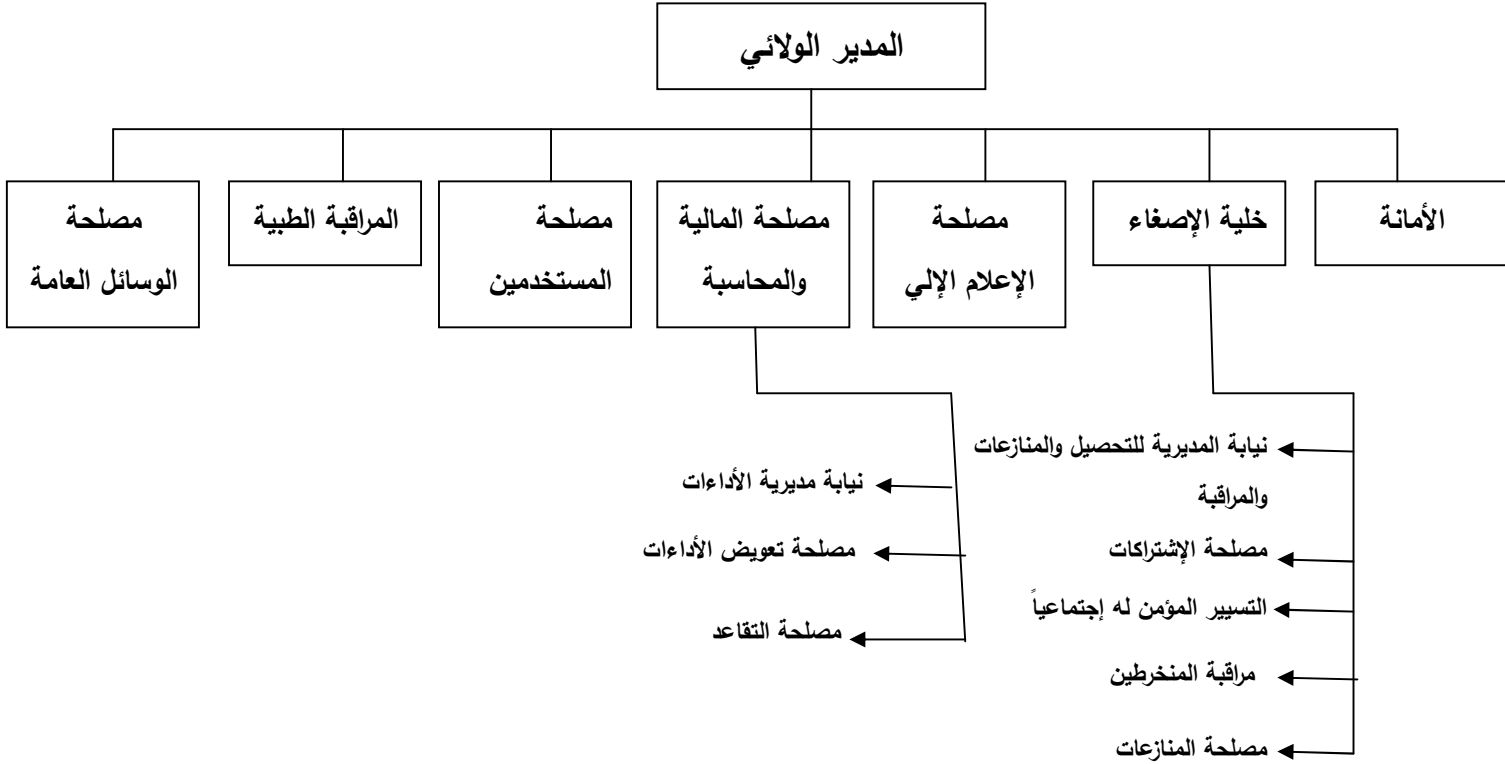 المدير الولائي
الأمانة
خلية الإصغاء
مصلحة
الإعلام الإلي
مصلحة المالية
والمحاسبة
مصلحة
المستخدمين
المراقبة الطبية
مصلحة
الوسائل العامة
نيابة المديرية للتحصيل والمنازعات
والمراقبة
مصلحة الإشتراكات
التسيير المؤمن له إجتماعياً
مراقبة المنخرطين
مصلحة المنازعات
نيابة مديرية الأداءات
مصلحة تعويض الأداءات
مصلحة التقاعد